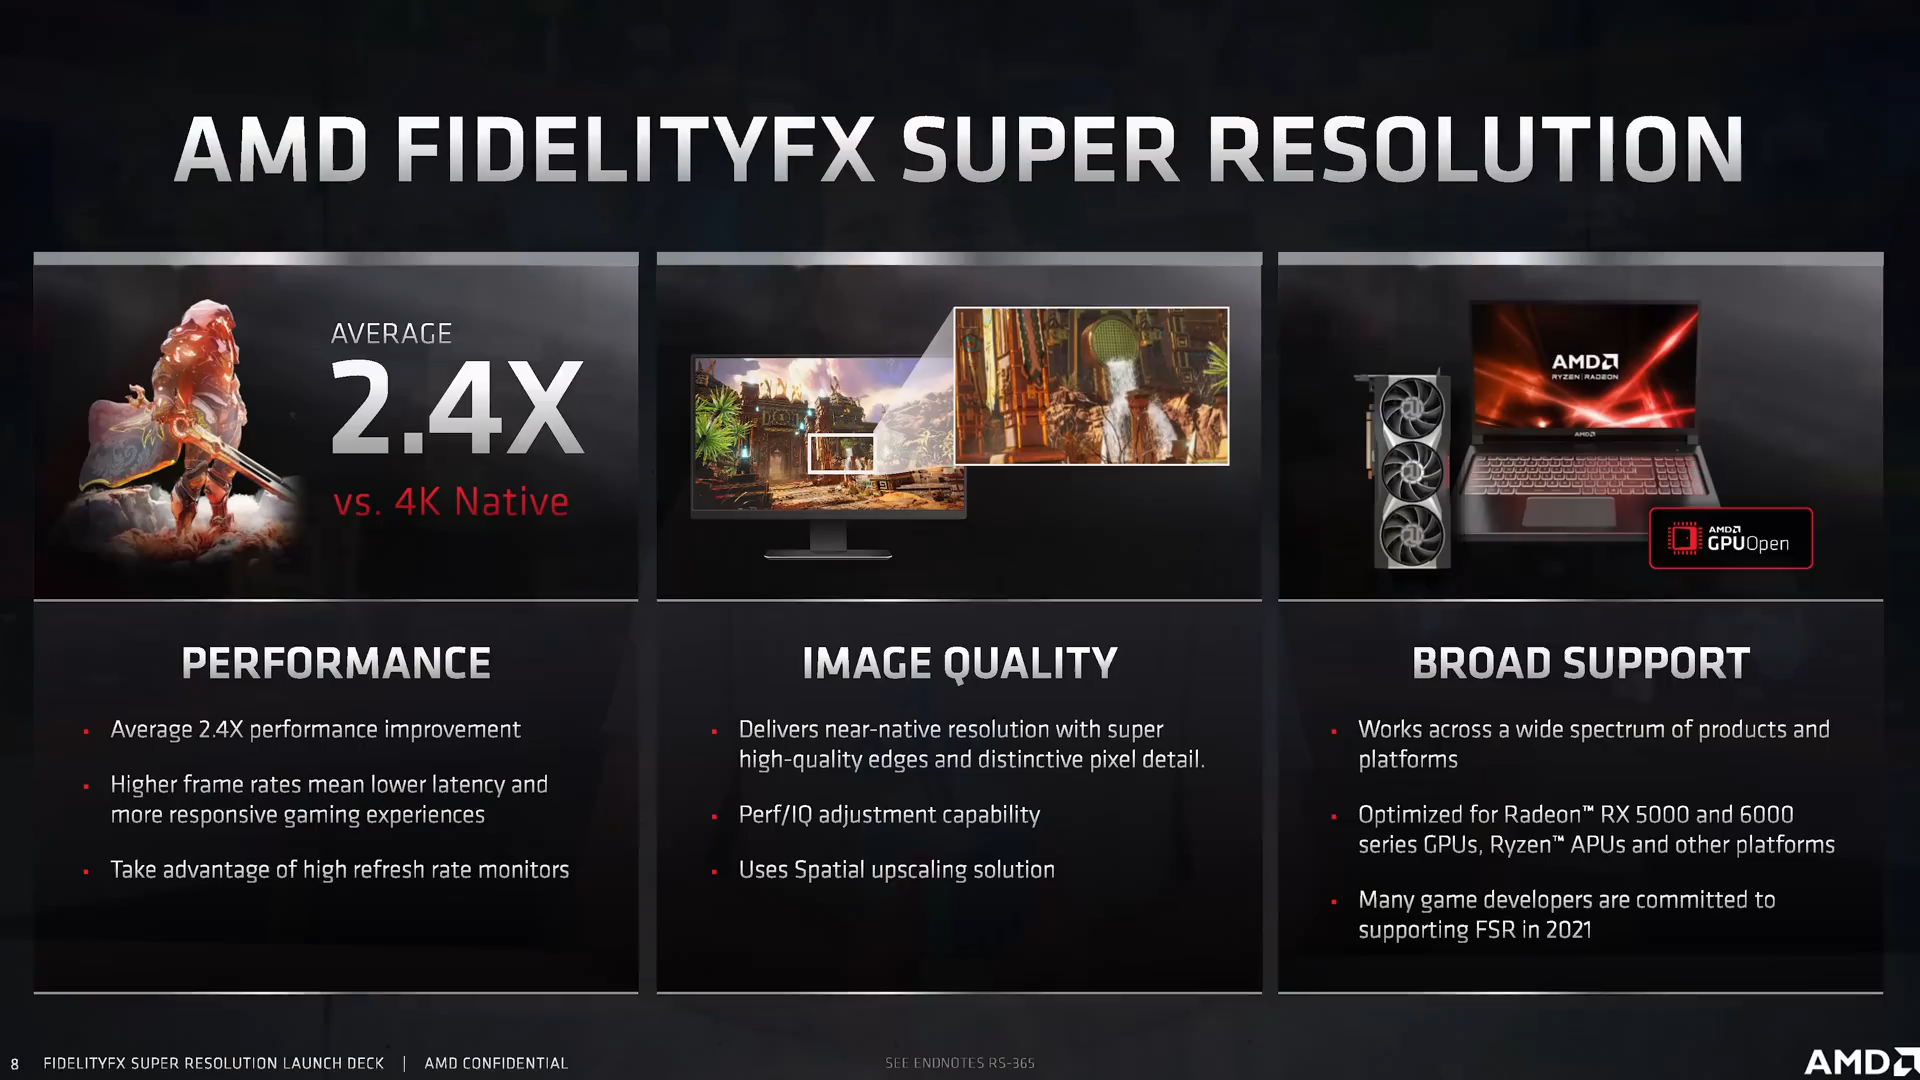 AMD FIDELITYFX SUPER RESOLUTION
AVERAGE
2.4X
vs. 4K Native
PERFORMANCE
▪ Average 2.4X performance improvement
▪ Higher frame rates mean lower latency and
more responsive gaming experiences
▪ Take advantage of high refresh rate monitors
IMAGE QUALITY
▪ Delivers near-native resolution with super
high-quality edges and distinctive pixel detail.
▪ Perf/IQ adjustment capability
▪ Uses Spatial upscaling solution
AMD
RYZEN | RADEON
AMD
AMD
GPUOpen
BROAD SUPPORT
▪ Works across a wide spectrum of products and
platforms
▪ Optimized for Radeon™ RX 5000 and 6000
series GPUs, Ryzen™ APUs and other platforms
▪ Many game developers are committed to
supporting FSR in 2021
8 FIDELITYFX SUPER RESOLUTION LAUNCH DECK | AMD CONFIDENTIAL
SEE ENDNOTES RS-365
AMD